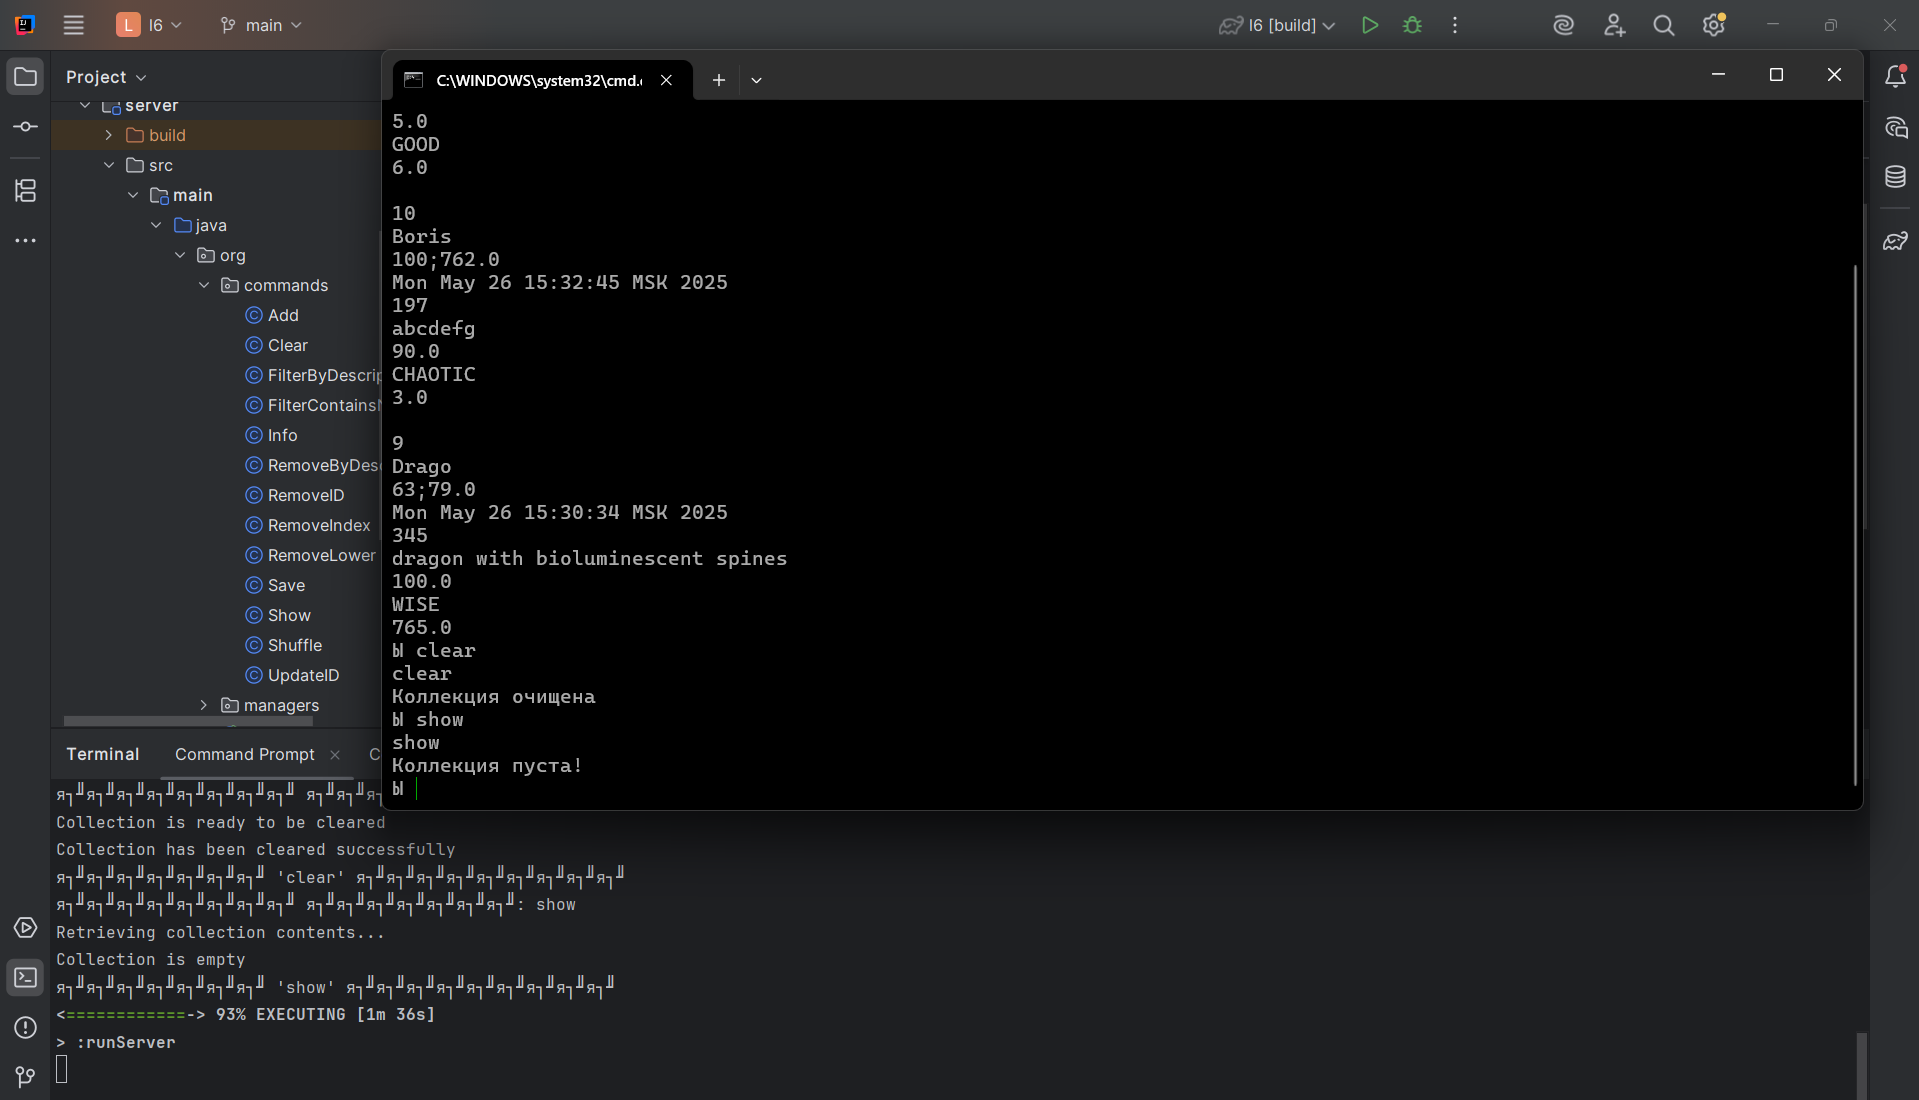 L l6 main l6 [build]
Project
server
build
src
main
java
org
commands
Add
Clear
FilterByDescrip
FilterContainsN
Info
RemoveByDesc
RemoveID
RemoveIndex
RemoveLower
Save
Show
Shuffle
UpdateID
managers
C:\WINDOWS\system32\cmd.
5.0
GOOD
6.0
10
Boris
100;762.0
Mon May 26 15:32:45 MSK 2025
197
abcdefg
90.0
CHAOTIC
3.0
9
Drago
63;79.0
Mon May 26 15:30:34 MSK 2025
345
dragon with bioluminescent spines
100.0
WISE
765.0
Ы clear
clear
Коллекция очищена
Ы show
show
Коллекция пуста!
Ы
Terminal Command Prompt C
Collection is ready to be cleared
Collection has been cleared successfully
я┐╜я┐╜я┐╜я┐╜я┐╜я┐╜я┐╜ 'clear' я┐╜я┐╜я┐╜я┐╜я┐╜я┐╜я┐╜я┐╜я┐╜
я┐╜я┐╜я┐╜я┐╜я┐╜я┐╜я┐╜я┐╜ я┐╜я┐╜я┐╜я┐╜я┐╜я┐╜я┐╜: show
Retrieving collection contents...
Collection is empty
я┐╜я┐╜я┐╜я┐╜я┐╜я┐╜я┐╜ 'show' я┐╜я┐╜я┐╜я┐╜я┐╜я┐╜я┐╜я┐╜я┐╜
<============-> 93% EXECUTING [1m 36s]
> :runServer